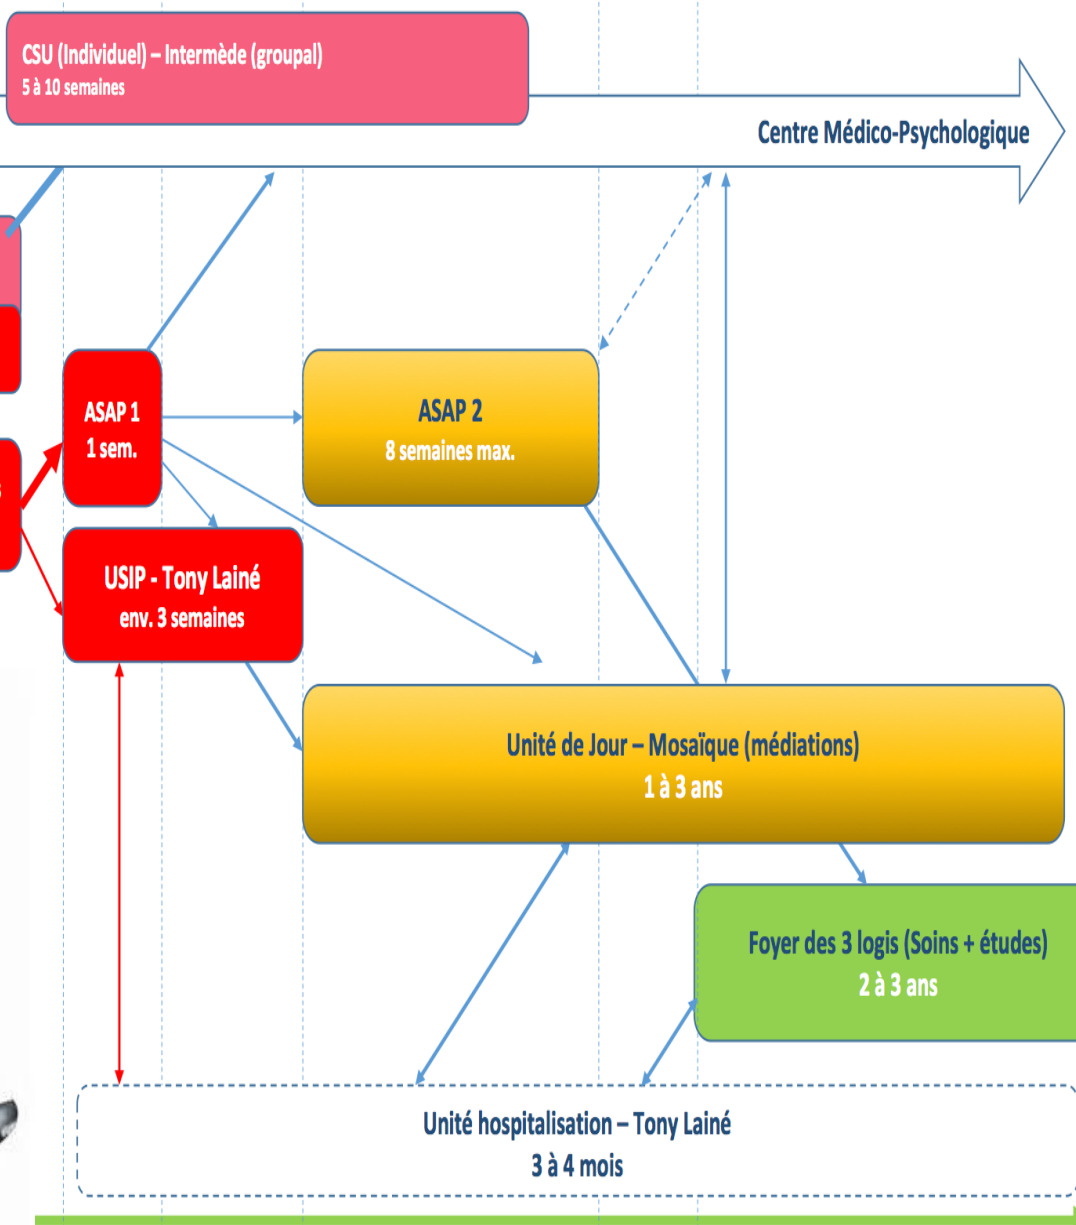 CSU (Individuel) – Intermède (groupal)
5 à 10 semaines
Centre Médico-Psychologique
ASAP 1
1 sem.
ASAP 2
8 semaines max.
USIP - Tony Lainé
env. 3 semaines
Unité de Jour – Mosaïque (médiations)
1 à 3 ans
Foyer des 3 logis (Soins + études)
2 à 3 ans
Unité hospitalisation – Tony Lainé
3 à 4 mois